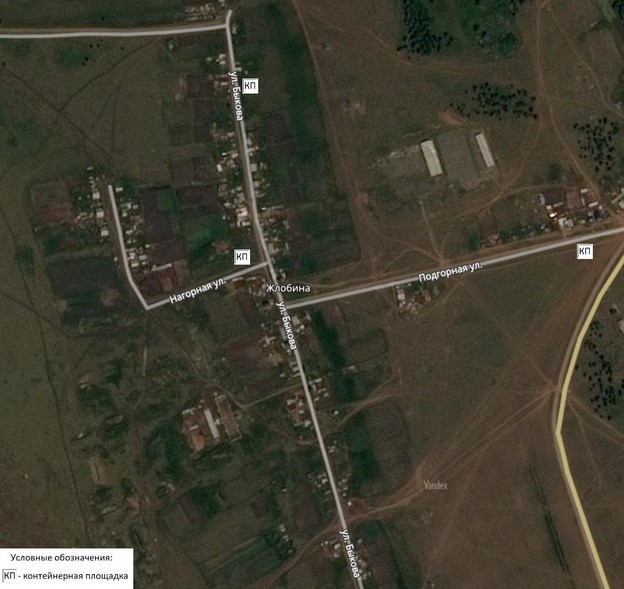 ул. Быкова
КП
КП
КП
Подгорная ул.
Нагорная ул.
Жлобина
ул. Быкова
Yandex
ул. Быкова
Условные обозначения:
КП - контейнерная площадка